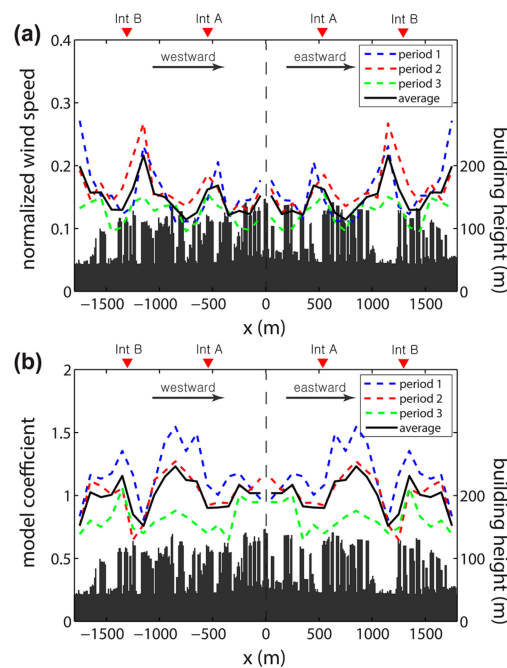 Int B Int A Int A Int B
(a)
0.4
0.3
0.2
0.1
0
normalized wind speed
westward
eastward
period 1
period 2
period 3
average
200
100
0
building height (m)
−1500 −1000 −500 0 500 1000 1500
x (m)
Int B Int A Int A Int B
(b)
2
1.5
1
0.5
0
model coefficient
westward
eastward
period 1
period 2
period 3
average
200
100
0
building height (m)
−1500 −1000 −500 0 500 1000 1500
x (m)